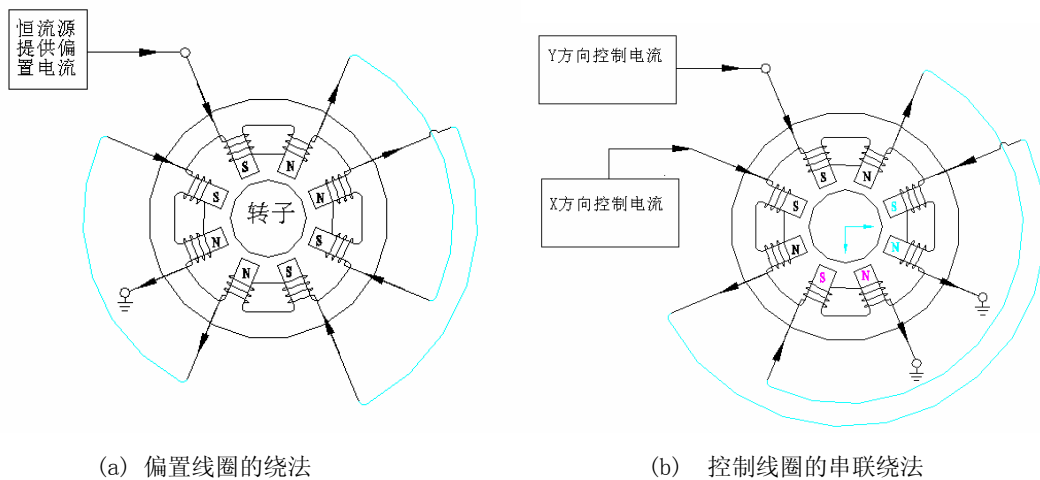 恒流源
提供偏
置电流
S N
S N
转子
N S
N S
(a) 偏置线圈的绕法
Y方向控制电流
X方向控制电流
S N
S S
N N
S N
(b) 控制线圈的串联绕法